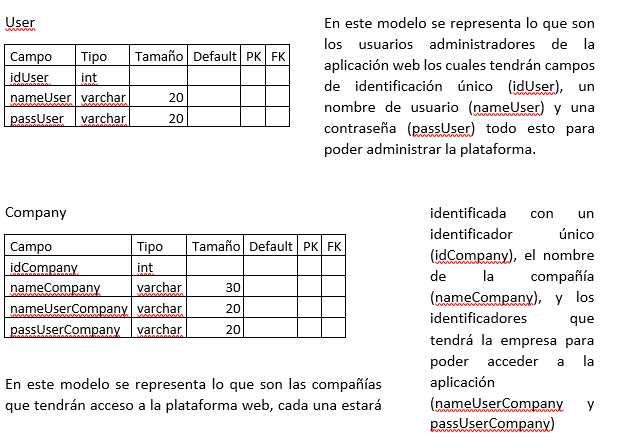 User
Campo Tipo Tamaño Default PK FK
idUser int
nameUser varchar 20
passUser varchar 20
En este modelo se representa lo que son
los usuarios administradores de la
aplicación web los cuales tendrán campos
de identificación único (idUser), un
nombre de usuario (nameUser) y una
contraseña (passUser) todo esto para
poder administrar la plataforma.
Company
Campo Tipo Tamaño Default PK FK
idCompany int
nameCompany varchar 30
nameUserCompany varchar 20
passUserCompany varchar 20
En este modelo se representa lo que son las compañías
que tendrán acceso a la plataforma web, cada una estará
identificada con un
identificador único
(idCompany), el nombre
de la compañía
(nameCompany), y los
identificadores que
tendrá la empresa para
poder acceder a la
aplicación
(nameUserCompany y
passUserCompany)